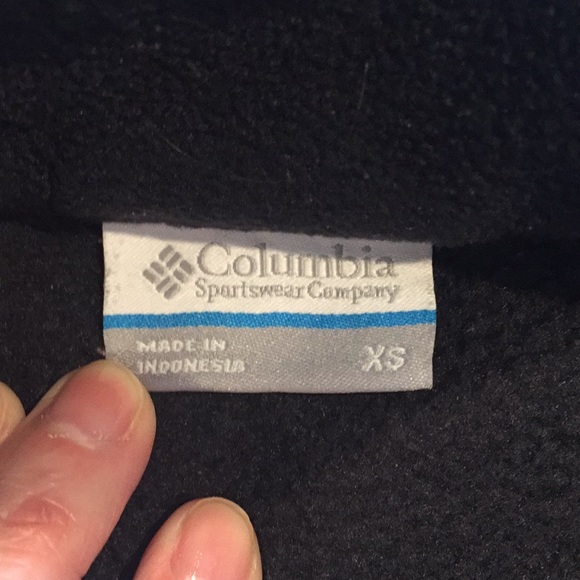 Columbia
Sportswear Company
MADE IN
INDONESIA
XS